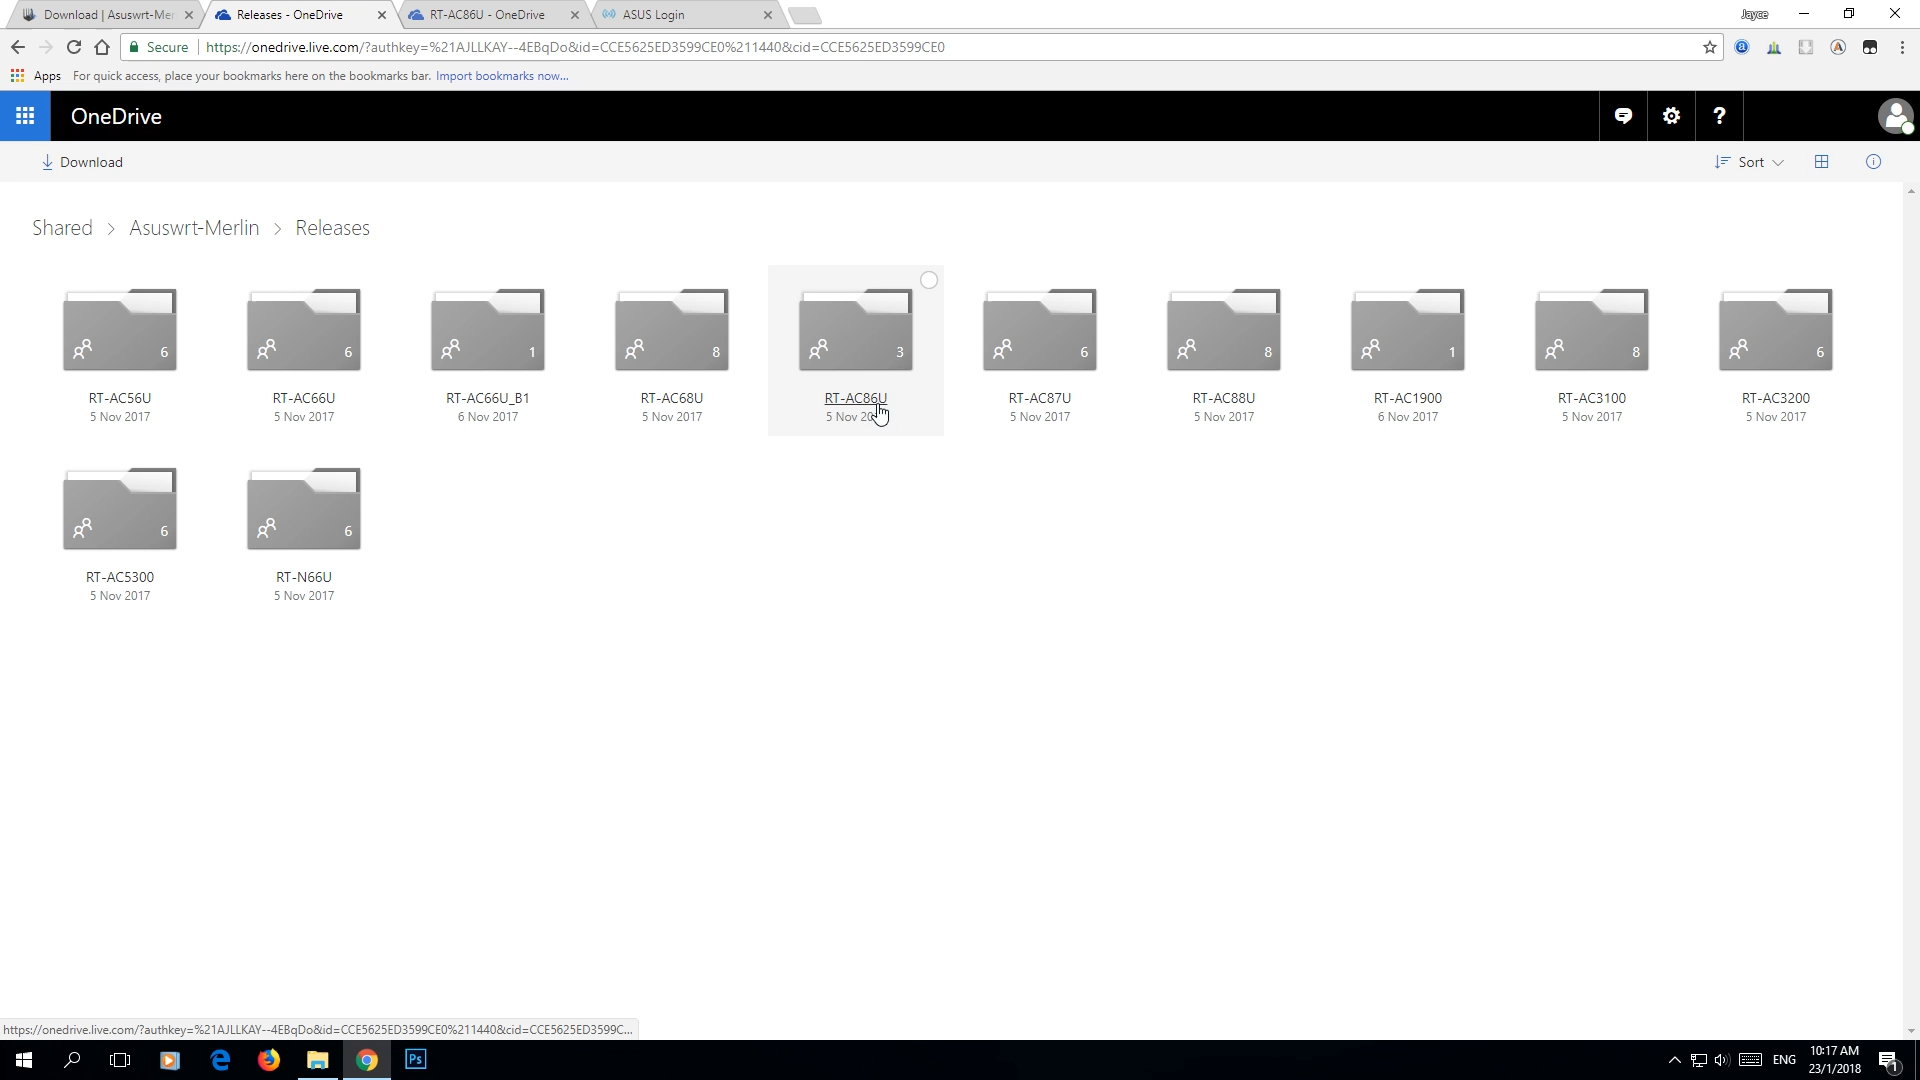 Download | Asuswrt-Mer
Releases - OneDrive
RT-AC86U - OneDrive
ASUS Login
Jayce
Secure
https://onedrive.live.com/?authkey=%21AJLLKAY--4EBqDo&id=CCE5625ED3599CE0%211440&cid=CCE5625ED3599CE0
Apps For quick access, place your bookmarks here on the bookmarks bar. Import bookmarks now...
OneDrive
?
Download
Sort
Shared > Asuswrt-Merlin > Releases
6 6 1 8 3 6 8 1 8 6
RT-AC56U RT-AC66U RT-AC66U_B1 RT-AC68U RT-AC86U RT-AC87U RT-AC88U RT-AC1900 RT-AC3100 RT-AC3200
5 Nov 2017 5 Nov 2017 6 Nov 2017 5 Nov 2017 5 Nov 5 Nov 2017 5 Nov 2017 6 Nov 2017 5 Nov 2017 5 Nov 2017
6 6
RT-AC5300 RT-N66U
5 Nov 2017 5 Nov 2017
https://onedrive.live.com/?authkey=%21AJLLKAY--4EBqDo&id=CCE5625ED3599CE0%211440&cid=CCE5625ED3599C...
Ps
ENG
10:17 AM
23/1/2018
1